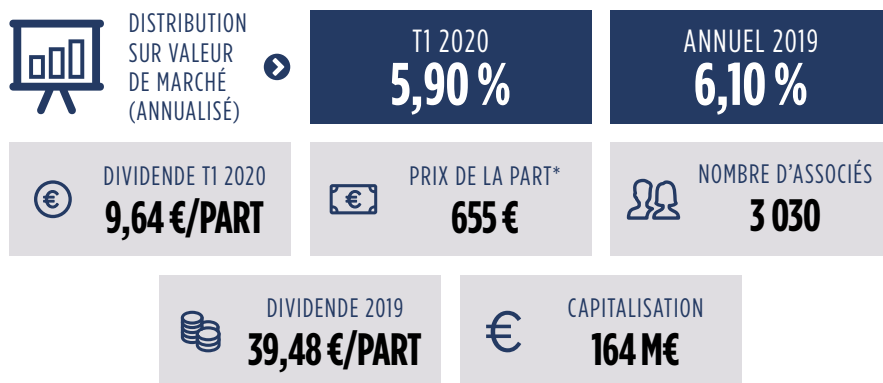 DISTRIBUTION
SUR VALEUR
DE MARCHÉ
(ANNUALISÉ)
T1 2020
5,90 %
ANNUEL 2019
6,10 %
DIVIDENDE T1 2020
9,64 €/PART
PRIX DE LA PART*
655 €
NOMBRE D'ASSOCIÉS
3 030
DIVIDENDE 2019
39,48 €/PART
CAPITALISATION
164 M€